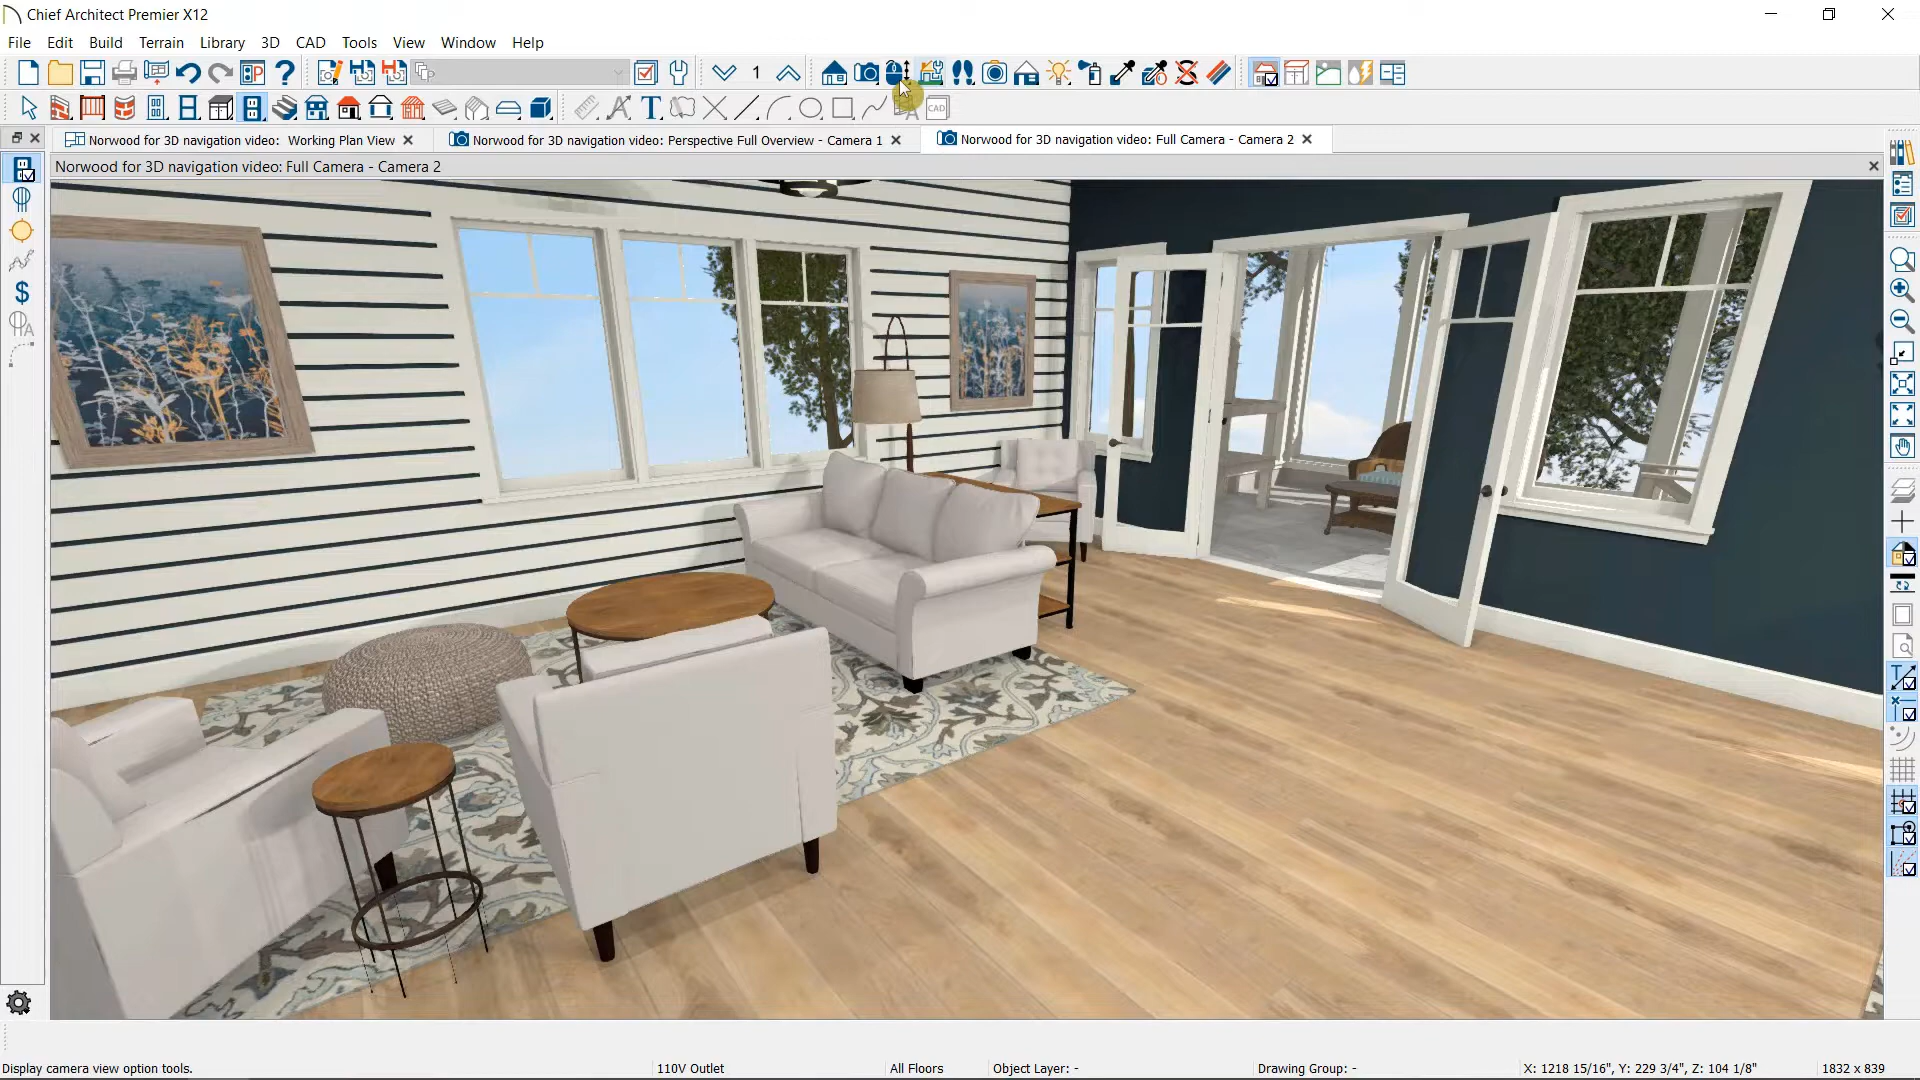 Chief Architect Premier X12
File Edit Build Terrain Library 3D CAD Tools View Window Help
1
T A CAD
Norwood for 3D navigation video: Working Plan View
Norwood for 3D navigation video: Perspective Full Overview - Camera 1
Norwood for 3D navigation video: Full Camera - Camera 2
Norwood for 3D navigation video: Full Camera - Camera 2
$
A
Display camera view option tools.
110V Outlet
All Floors
Object Layer: -
Drawing Group: -
X: 1218 15/16", Y: 229 3/4", Z: 104 1/8"
1832 x 839